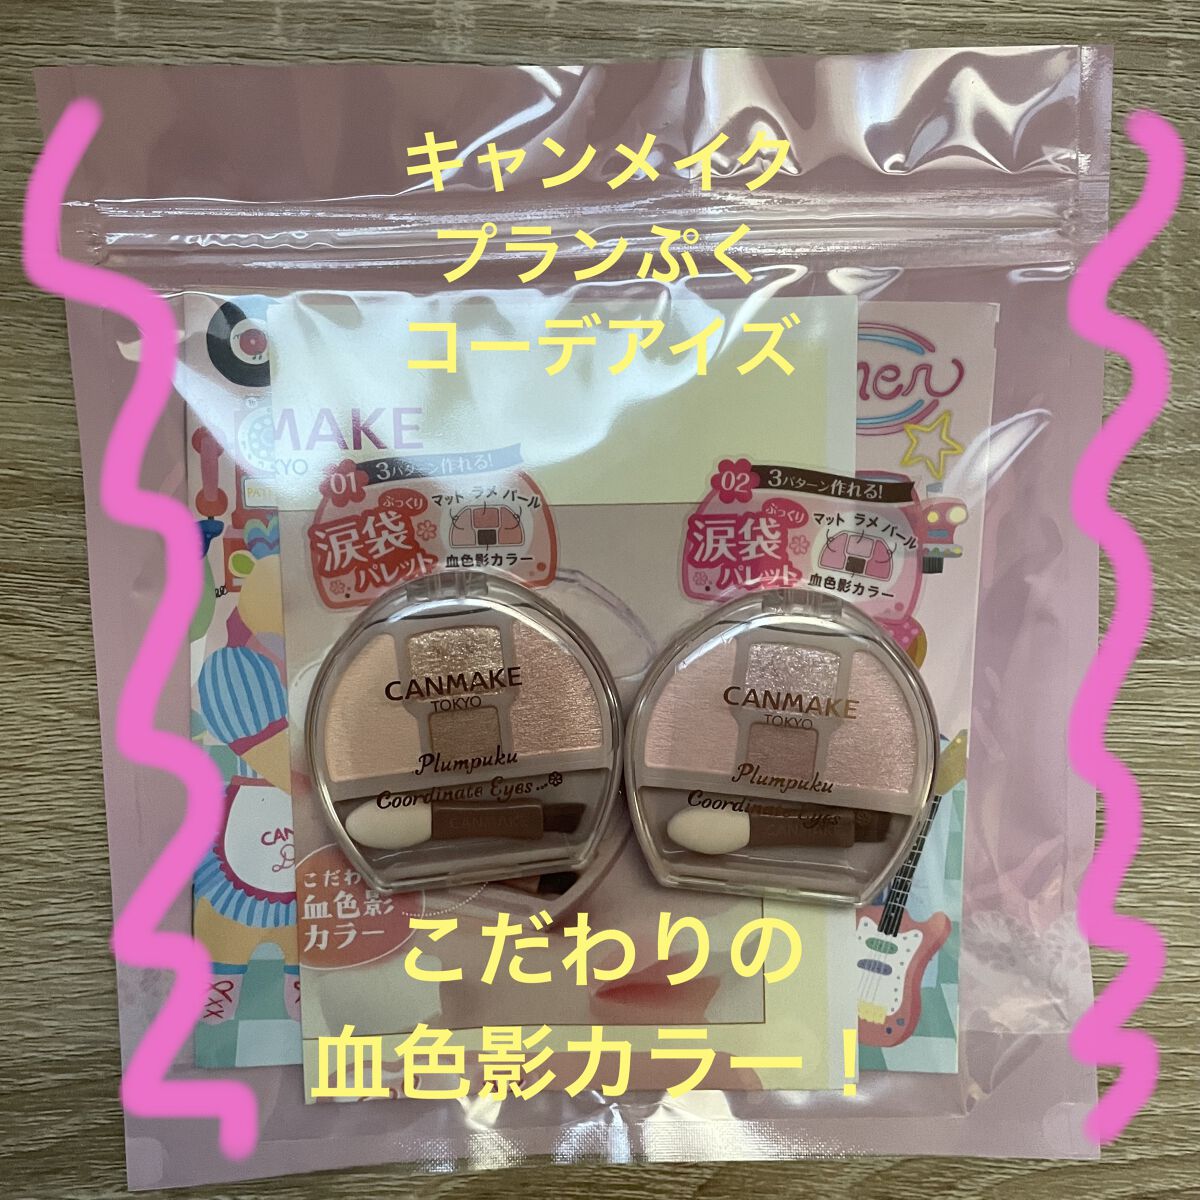 キャンメイク
プランぷく
コーデアイズ
mer
MAKE
KYO
01 3パターン作れる!
ぷっくり
マット ラメ パール
涙袋
パレット
血色影カラー
02 3パターン作れる!
ぷっくり
マット ラメ パール
涙袋
パレット
血色影カラー
CANMAKE
TOKYO
Plumpuku
Coordinate Eyes
CANMAKE
CANMAKE
TOKYO
Plumpuku
Coordinate Eyes
CANMAKE
こだわ
血色影
カラー
こだわりの
血色影カラー！